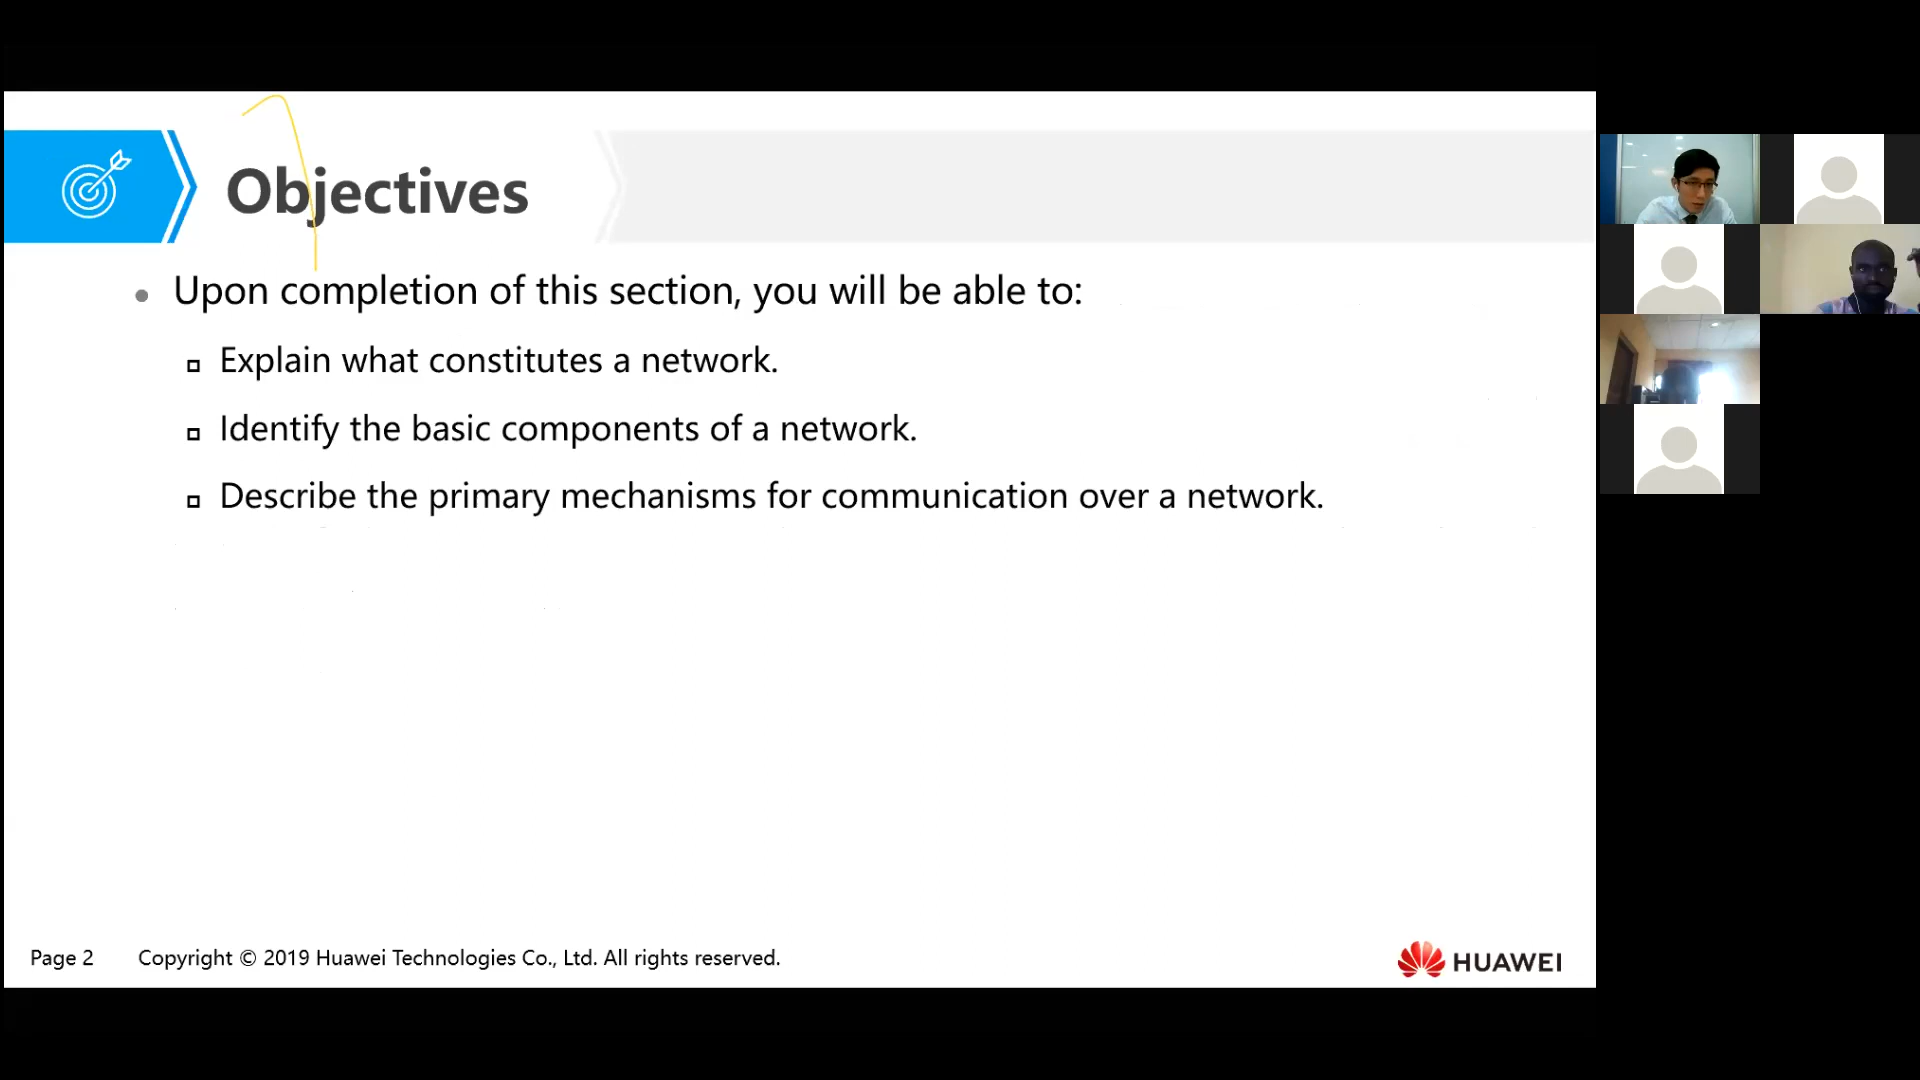 Objectives
Upon completion of this section, you will be able to:
Explain what constitutes a network.
Identify the basic components of a network.
Describe the primary mechanisms for communication over a network.
Page 2 Copyright © 2019 Huawei Technologies Co., Ltd. All rights reserved.
HUAWEI